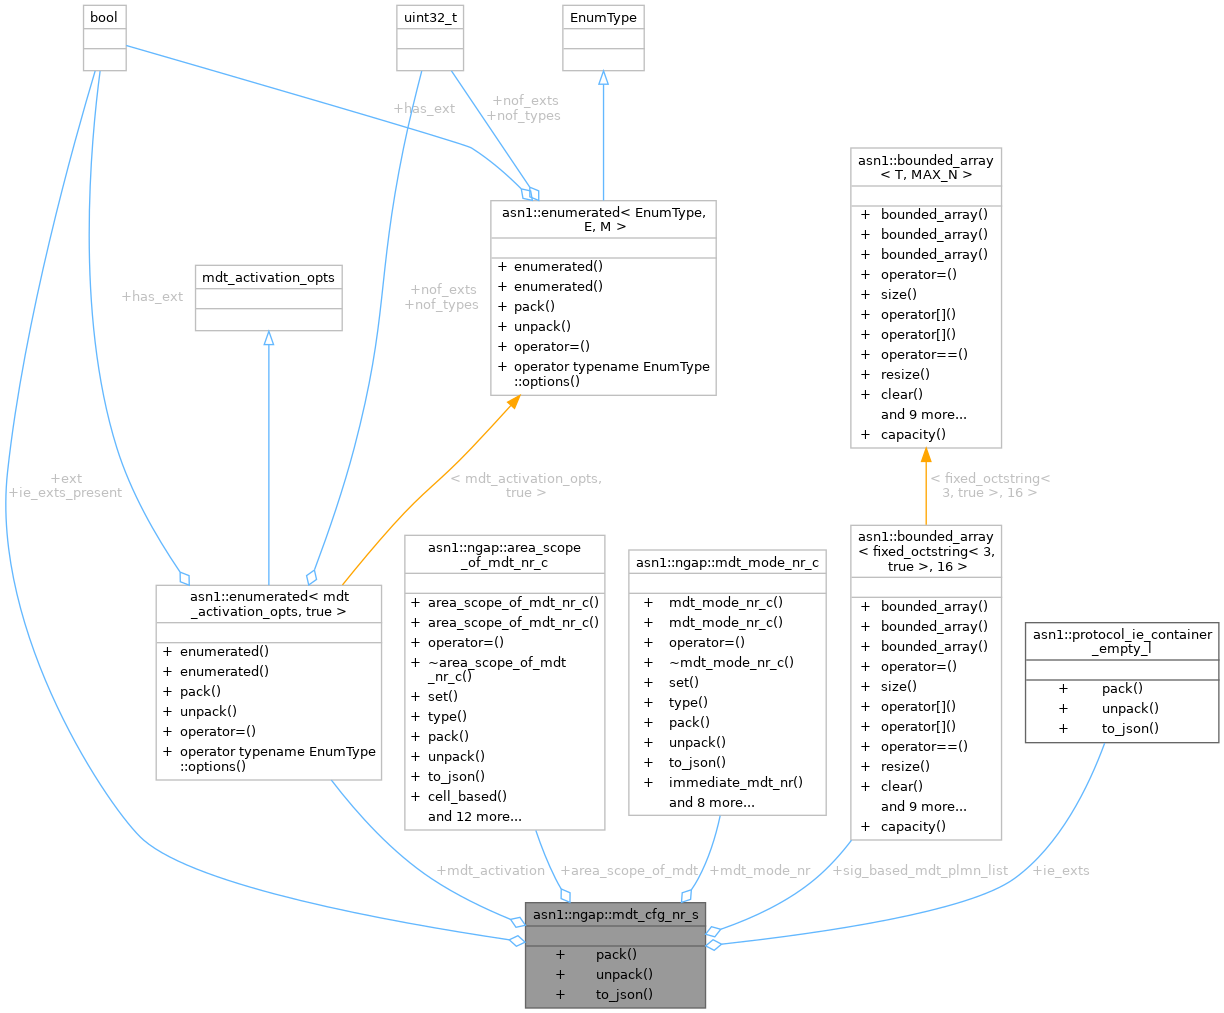 bool
uint32_t
EnumType
+has_ext
+nof_exts
+nof_types
asn1::bounded_array
< T, MAX_N >
+ bounded_array()
+ bounded_array()
+ bounded_array()
+ operator=()
+ size()
+ operator[]()
+ operator[]()
+ operator==()
+ resize()
+ clear()
and 9 more...
+ capacity()
asn1::enumerated< EnumType,
E, M >
+ enumerated()
+ enumerated()
+ pack()
+ unpack()
+ operator=()
+ operator typename EnumType
::options()
mdt_activation_opts
+has_ext
+nof_exts
+nof_types
+ext
+ie_exts_present
< mdt_activation_opts,
true >
< fixed_octstring<
3, true >, 16 >
asn1::enumerated< mdt
_activation_opts, true >
+ enumerated()
+ enumerated()
+ pack()
+ unpack()
+ operator=()
+ operator typename EnumType
::options()
asn1::ngap::area_scope
_of_mdt_nr_c
+ area_scope_of_mdt_nr_c()
+ area_scope_of_mdt_nr_c()
+ operator=()
+ ~area_scope_of_mdt
_nr_c()
+ set()
+ type()
+ pack()
+ unpack()
+ to_json()
+ cell_based()
and 12 more...
asn1::ngap::mdt_mode_nr_c
+ mdt_mode_nr_c()
+ mdt_mode_nr_c()
+ operator=()
+ ~mdt_mode_nr_c()
+ set()
+ type()
+ pack()
+ unpack()
+ to_json()
+ immediate_mdt_nr()
and 8 more...
asn1::bounded_array
< fixed_octstring< 3,
true >, 16 >
+ bounded_array()
+ bounded_array()
+ bounded_array()
+ operator=()
+ size()
+ operator[]()
+ operator[]()
+ operator==()
+ resize()
+ clear()
and 9 more...
+ capacity()
asn1::protocol_ie_container
_empty_l
+ pack()
+ unpack()
+ to_json()
+mdt_activation
+area_scope_of_mdt
+mdt_mode_nr
+sig_based_mdt_plmn_list
+ie_exts
asn1::ngap::mdt_cfg_nr_s
+ pack()
+ unpack()
+ to_json()